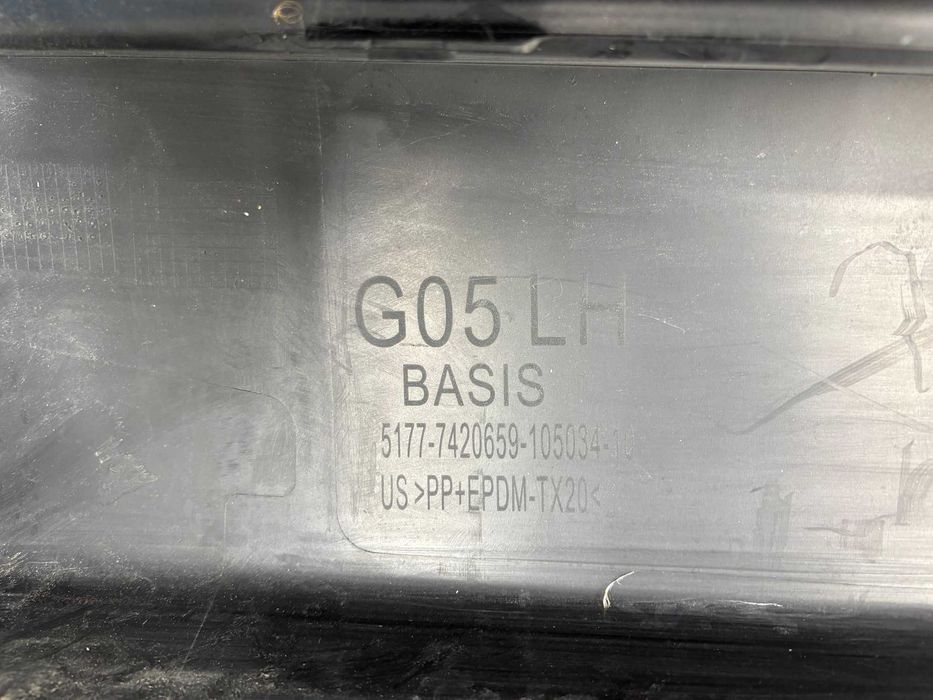 G05 LH
BASIS
5177-7420659-105034-10
US >PP+EPDM-TX20<